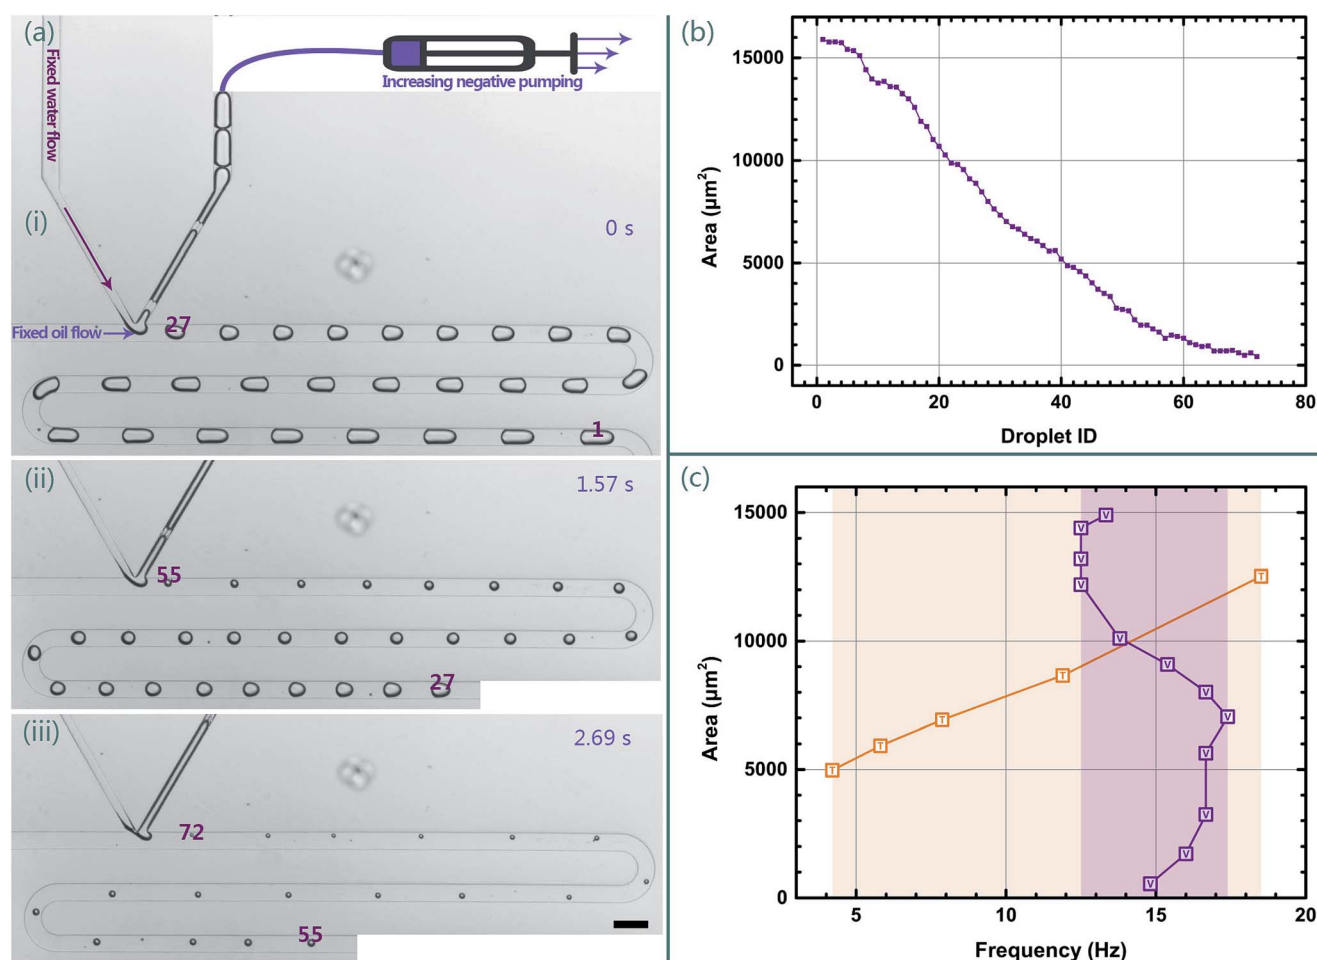 (a)
Fixed water flow
Increasing negative pumping
(i)
0 s
27
Fixed oil flow
1
(ii)
1.57 s
55
27
(iii)
2.69 s
72
55
(b)
15000
10000
5000
0
Area (µm²)
0 20 40 60 80
Droplet ID
(c)
15000
10000
5000
0
Area (µm²)
V
V
V
V
V
V
V
V
V
V
V
V
T
T
T
T
T
5 10 15 20
Frequency (Hz)